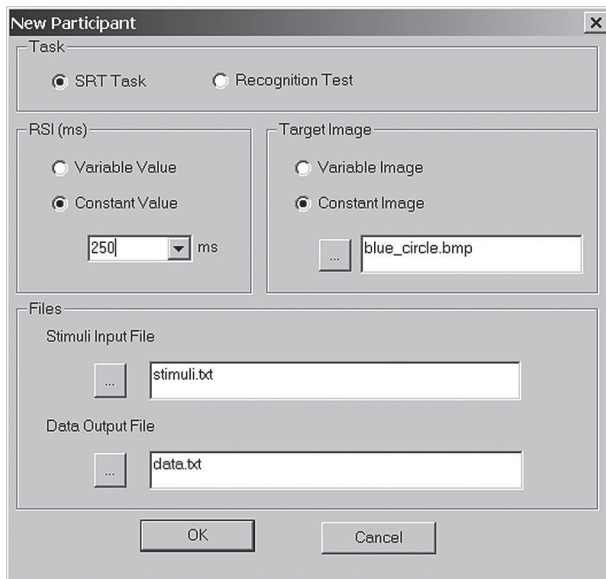 New Participant
Task
SRT Task Recognition Test
RSI (ms)
Variable Value
Constant Value
250 ms
Target Image
Variable Image
Constant Image
... blue_circle.bmp
Files
Stimuli Input File
... stimuli.txt
Data Output File
... data.txt
OK Cancel